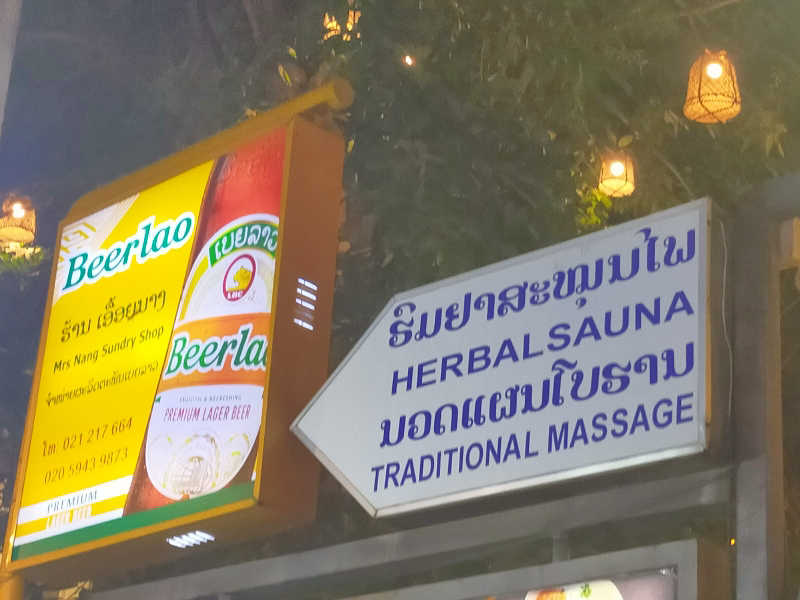 Beerlao
ຮ້ານ ເອື້ອຍນາງ
Mrs Nang Sundry Shop
ໂທ: 021 217 664
020 5943 9873
PREMIUM
LAGER BEER
ເບຍລາວ
LBC
Beerlao
SMOOTH & REFRESHING
PREMIUM LAGER BEER
ຮົມຢາສະໝຸນໄພ
HERBAL SAUNA
ນວດແຜນໂບຮານ
TRADITIONAL MASSAGE